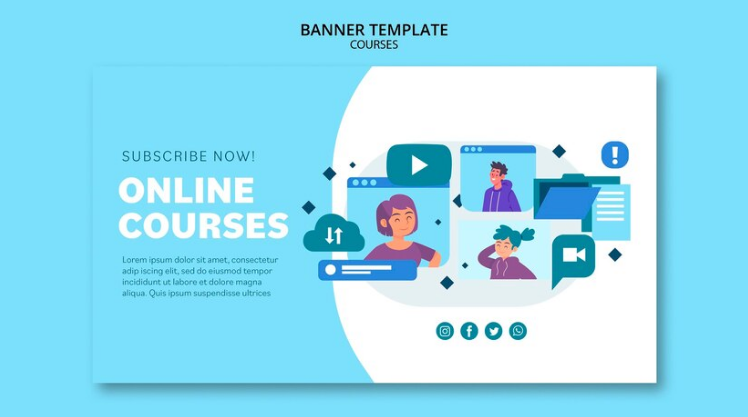 BANNER TEMPLATE
COURSES
SUBSCRIBE NOW!
ONLINE
COURSES
Lorem ipsum dolor sit amet, consectetur
adip iscing elit, sed do eiusmod tempor
incididunt ut labore et dolore magna
aliqua. Quis ipsum suspendisse ultrices